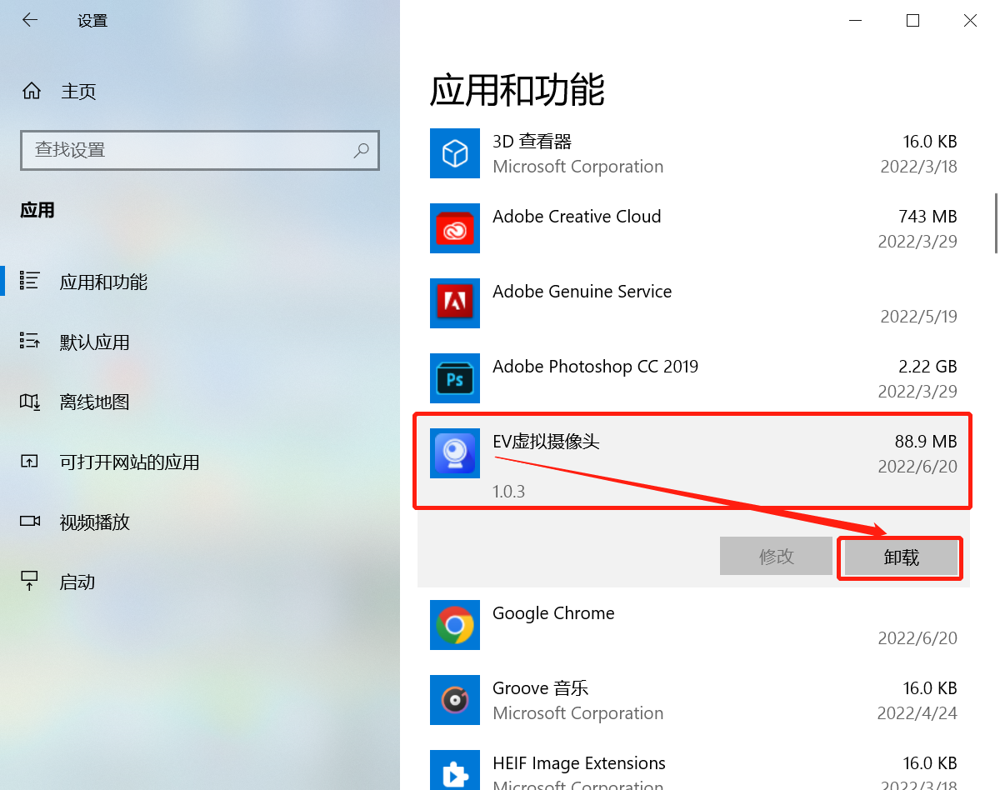 设置
主页
查找设置
应用
应用和功能
默认应用
离线地图
可打开网站的应用
视频播放
启动
应用和功能
3D 查看器 16.0 KB
Microsoft Corporation 2022/3/18
Adobe Creative Cloud 743 MB
2022/3/29
Adobe Genuine Service
2022/5/19
Ps
Adobe Photoshop CC 2019 2.22 GB
2022/3/29
EV虚拟摄像头 88.9 MB
2022/6/20
1.0.3
修改 卸载
Google Chrome
2022/6/20
Groove 音乐 16.0 KB
Microsoft Corporation 2022/4/24
HEIF Image Extensions 16.0 KB
Microsoft Corporation 2022/3/18